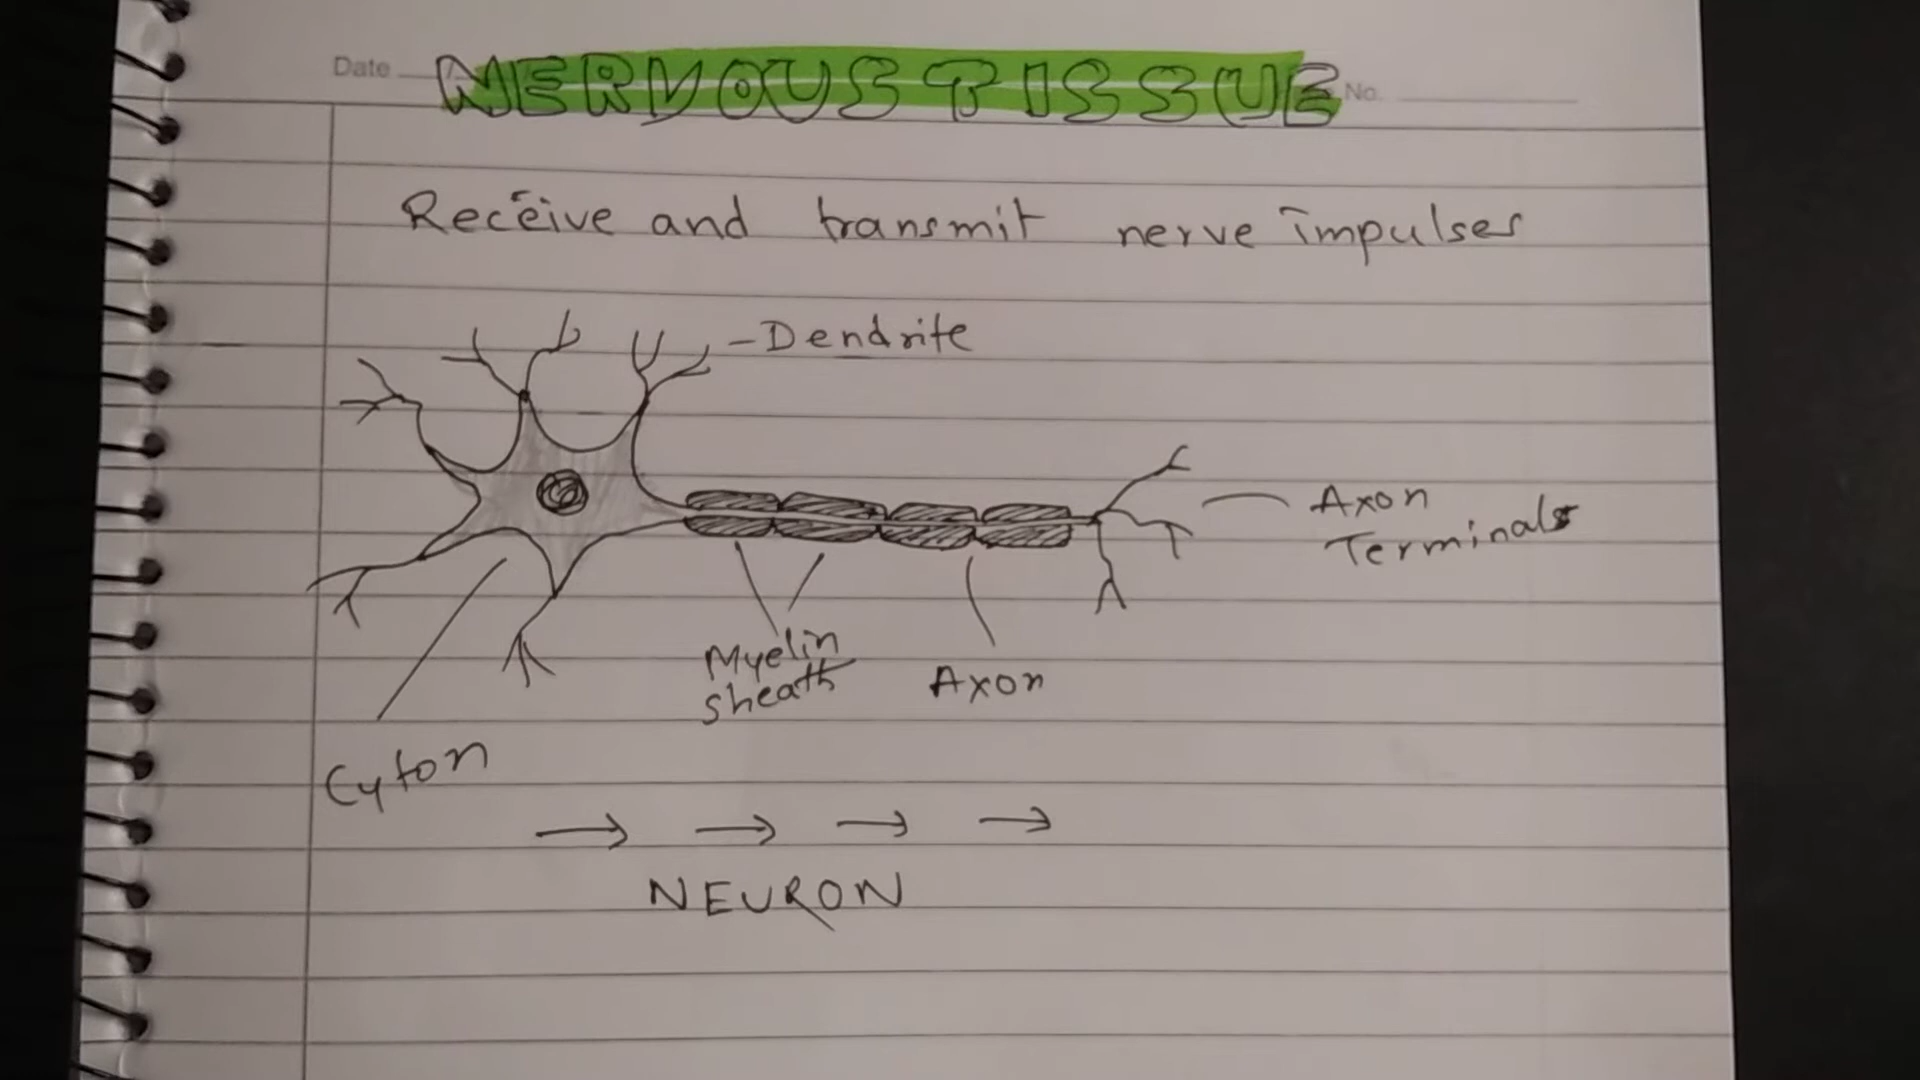 Date
NERVOUS TISSUE
No.
Receive and transmit nerve impulses
Dendrite
Axon
Terminals
Myelin
sheath
Axon
Cyton
NEURON